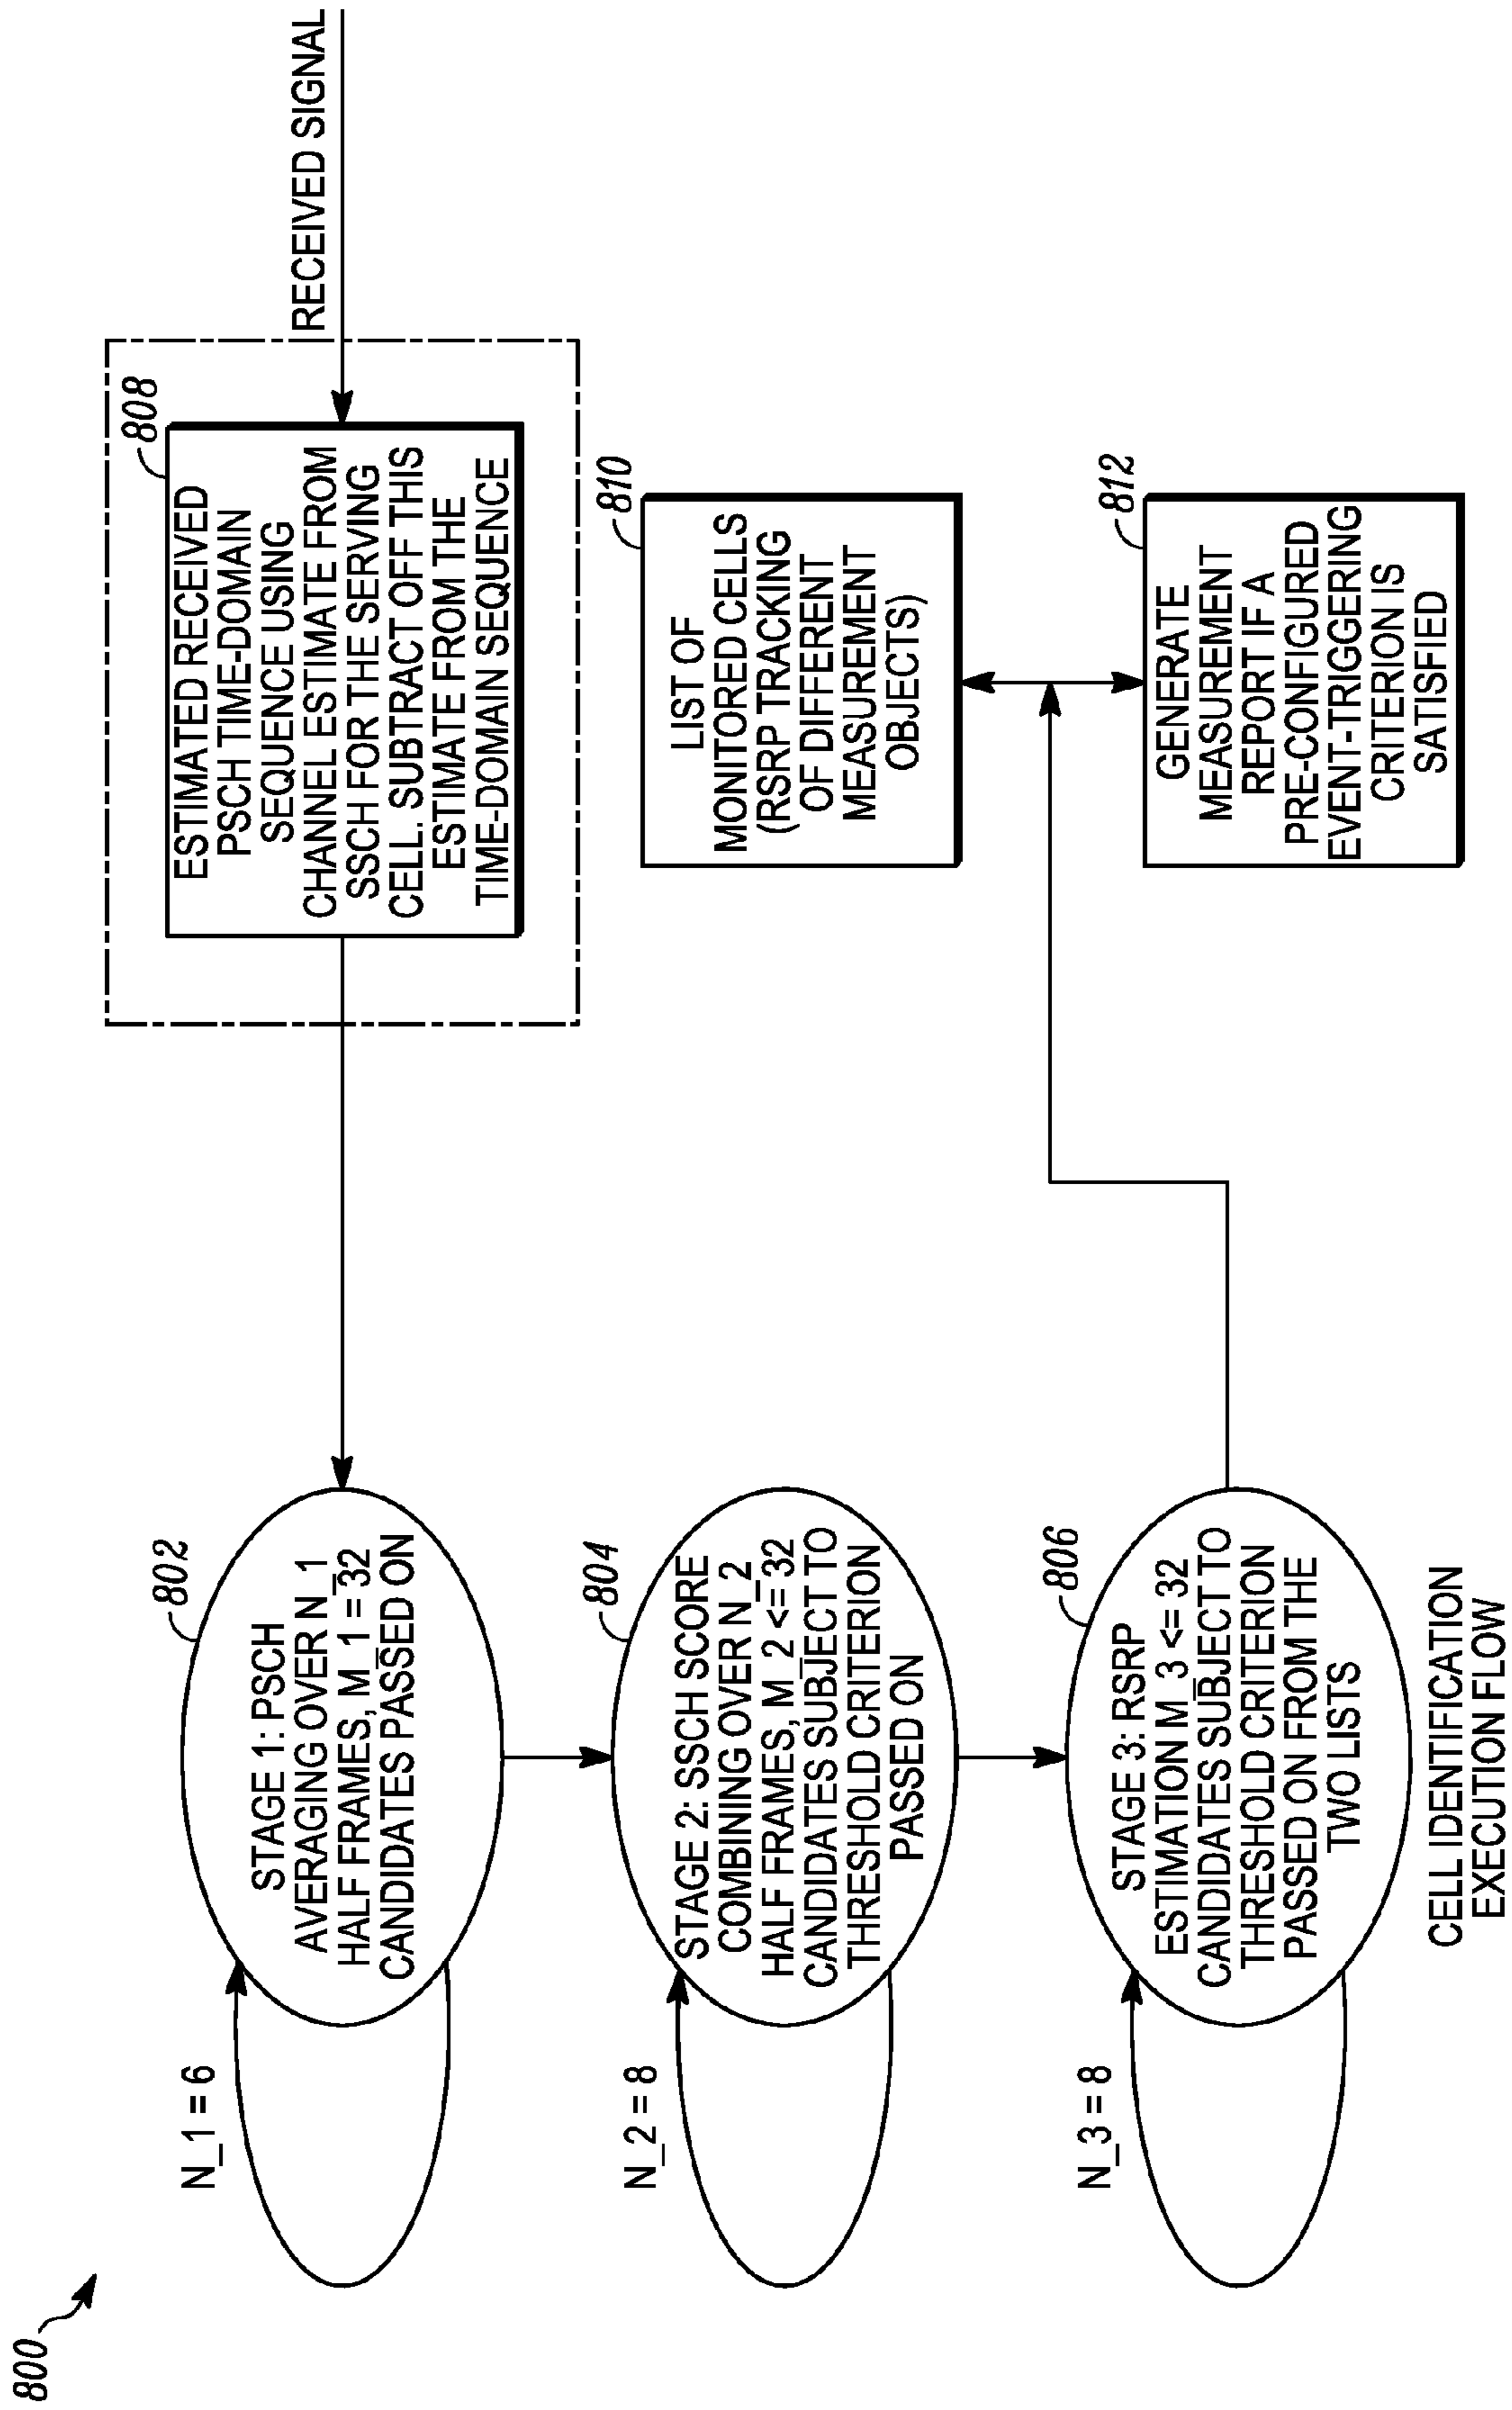 800
N_1 = 6
802
STAGE 1: PSCH
AVERAGING OVER N_1
HALF FRAMES, M_1 = 32
CANDIDATES PASSED ON
808
ESTIMATED RECEIVED
PSCH TIME-DOMAIN
SEQUENCE USING
CHANNEL ESTIMATE FROM
SSCH FOR THE SERVING
CELL. SUBTRACT OFF THIS
ESTIMATE FROM THE
TIME-DOMAIN SEQUENCE
RECEIVED SIGNAL
N_2 = 8
804
STAGE 2: SSCH SCORE
COMBINING OVER N_2
HALF FRAMES, M_2 <= 32
CANDIDATES SUBJECT TO
THRESHOLD CRITERION
PASSED ON
810
LIST OF
MONITORED CELLS
(RSRP TRACKING
OF DIFFERENT
MEASUREMENT
OBJECTS)
N_3 = 8
806
STAGE 3: RSRP
ESTIMATION M_3 <= 32
CANDIDATES SUBJECT TO
THRESHOLD CRITERION
PASSED ON FROM THE
TWO LISTS
812
GENERATE
MEASUREMENT
REPORT IF A
PRE-CONFIGURED
EVENT-TRIGGERING
CRITERION IS
SATISFIED
CELL IDENTIFICATION
EXECUTION FLOW